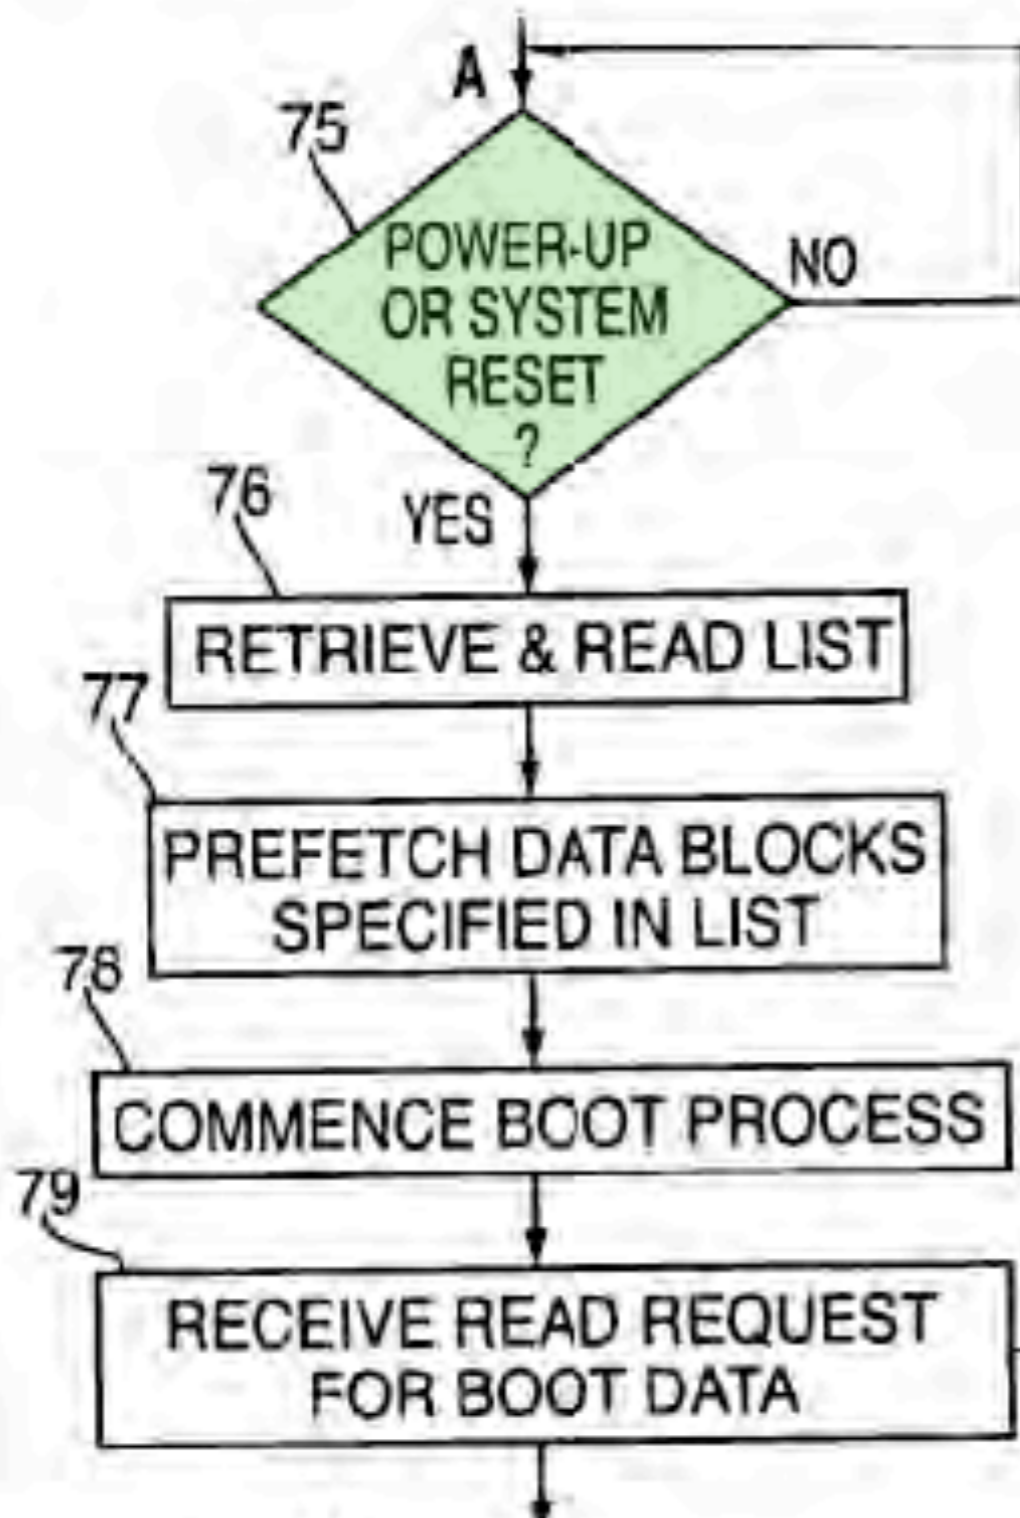 A
75
POWER-UP
OR SYSTEM
RESET
?
NO
YES
76
RETRIEVE & READ LIST
77
PREFETCH DATA BLOCKS
SPECIFIED IN LIST
78
COMMENCE BOOT PROCESS
79
RECEIVE READ REQUEST
FOR BOOT DATA